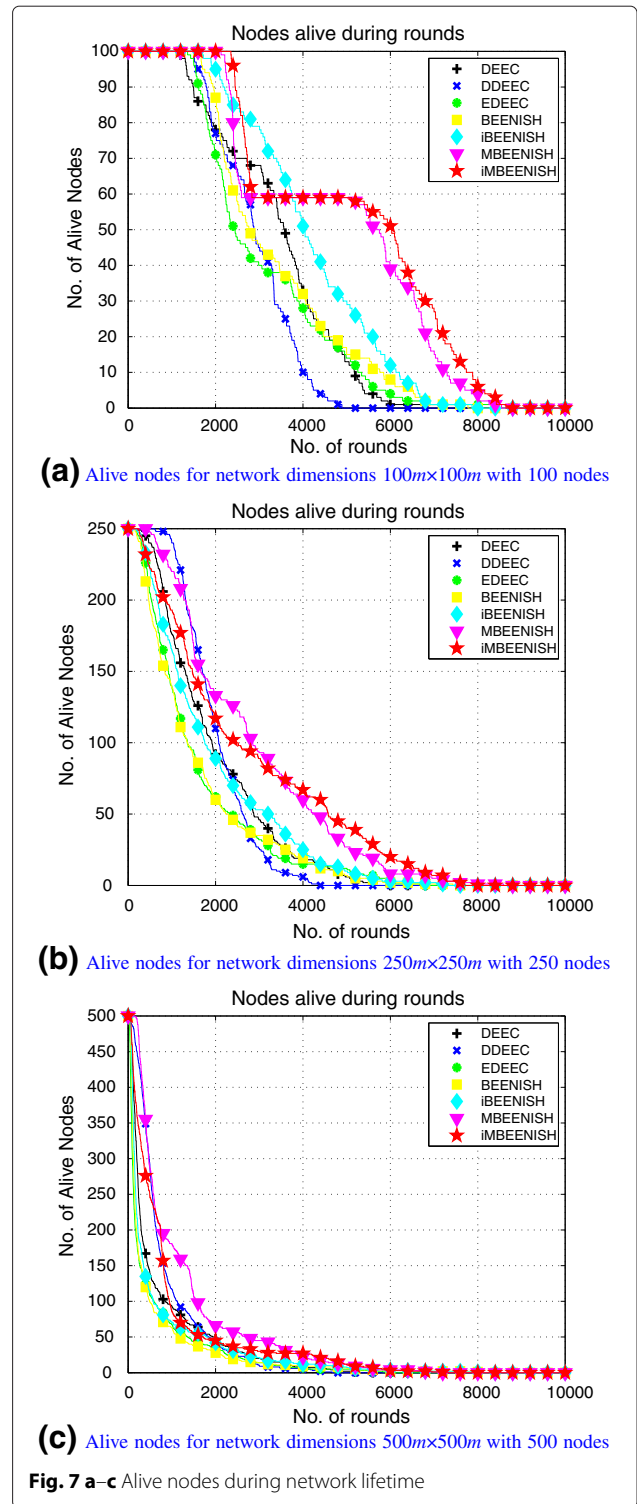 Nodes alive during rounds
No. of Alive Nodes
100
90
80
70
60
50
40
30
20
10
0
DEEC
DDEEC
EDEEC
BEENISH
iBEENISH
MBEENISH
iMBEENISH
0 2000 4000 6000 8000 10000
No. of rounds
(a) Alive nodes for network dimensions 100m×100m with 100 nodes
Nodes alive during rounds
No. of Alive Nodes
250
200
150
100
50
0
DEEC
DDEEC
EDEEC
BEENISH
iBEENISH
MBEENISH
iMBEENISH
0 2000 4000 6000 8000 10000
No. of rounds
(b) Alive nodes for network dimensions 250m×250m with 250 nodes
Nodes alive during rounds
No. of Alive Nodes
500
450
400
350
300
250
200
150
100
50
0
DEEC
DDEEC
EDEEC
BEENISH
iBEENISH
MBEENISH
iMBEENISH
0 2000 4000 6000 8000 10000
No. of rounds
(c) Alive nodes for network dimensions 500m×500m with 500 nodes
Fig. 7 a–c Alive nodes during network lifetime